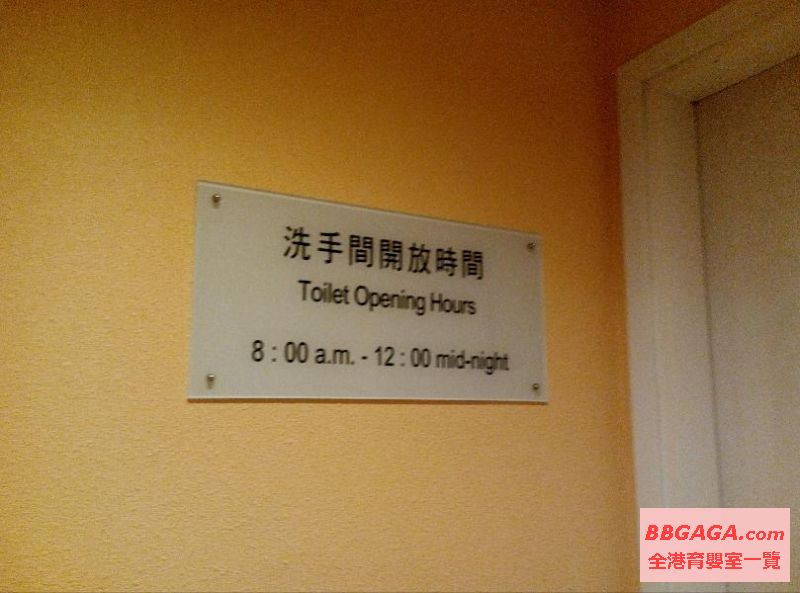 洗手間開放時間
Toilet Opening Hours
8 : 00 a.m. - 12 : 00 mid-night
BBGAGA.com
全港育嬰室一覽